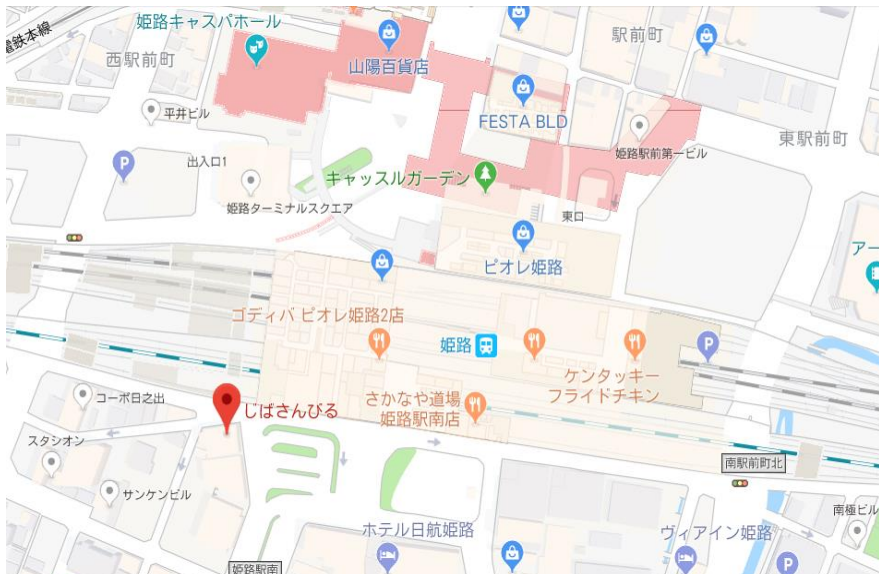 電鉄本線
姫路キャスパホール
西駅前町
山陽百貨店
駅前町
平井ビル
FESTA BLD
東駅前町
姫路駅前第一ビル
P
出入口1
キャッスルガーデン
姫路ターミナルスクエア
東口
アー
ピオレ姫路
ゴディバ ピオレ姫路2店
姫路
P
ケンタッキー
フライドチキン
コーポ日之出
じばさんびる
さかなや道場
姫路駅南店
スタシオン
南駅前町北
サンケンビル
南極ビル
ホテル日航姫路
ヴィアイン姫路
P
姫路駅南